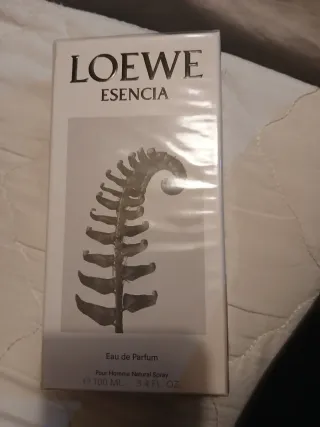 LOEWE
ESENCIA
Eau de Parfum
Pour Homme Natural Spray
100 ML. 3.4 FL. OZ.